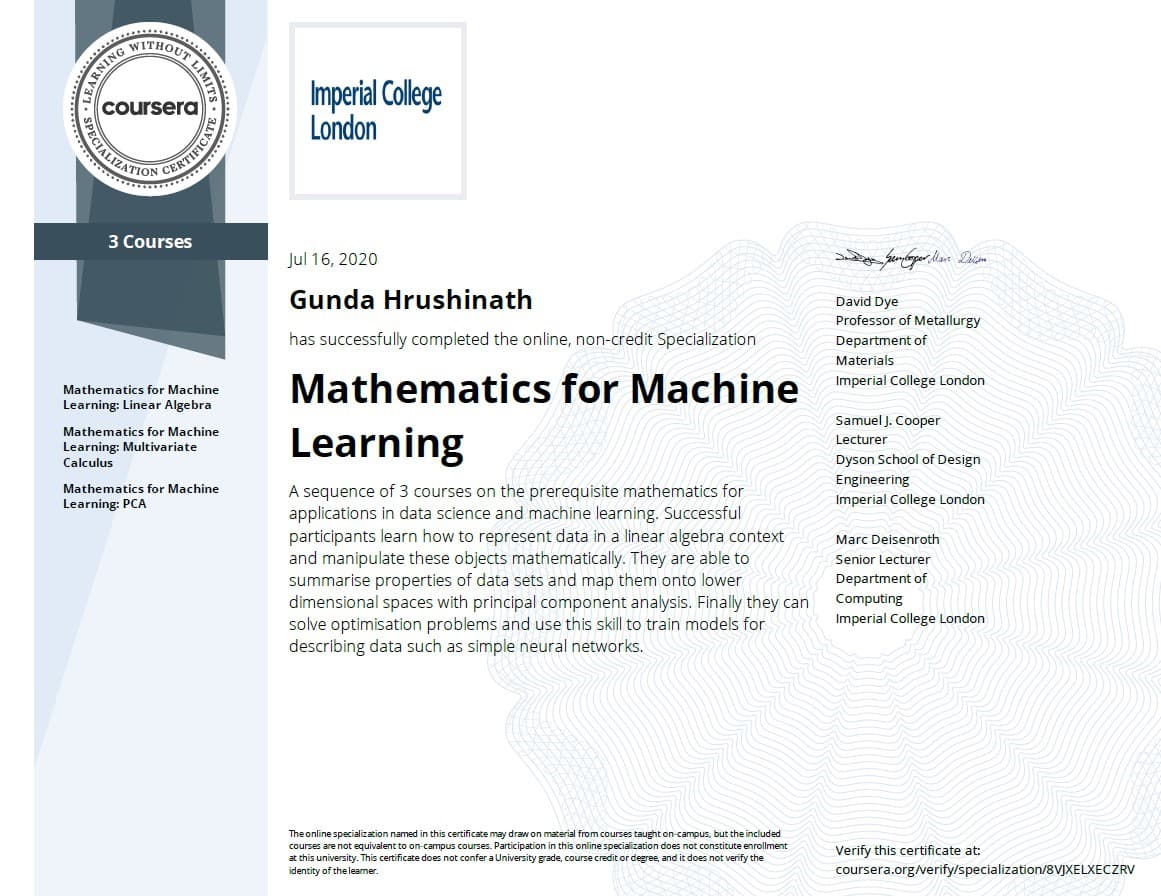 LEARNING WITHOUT LIMITS
coursera
SPECIALIZATION CERTIFICATE
3 Courses
Mathematics for Machine
Learning: Linear Algebra
Mathematics for Machine
Learning: Multivariate
Calculus
Mathematics for Machine
Learning: PCA
Imperial College
London
Jul 16, 2020
Gunda Hrushinath
has successfully completed the online, non-credit Specialization
Mathematics for Machine
Learning
A sequence of 3 courses on the prerequisite mathematics for
applications in data science and machine learning. Successful
participants learn how to represent data in a linear algebra context
and manipulate these objects mathematically. They are able to
summarise properties of data sets and map them onto lower
dimensional spaces with principal component analysis. Finally they can
solve optimisation problems and use this skill to train models for
describing data such as simple neural networks.
The online specialization named in this certificate may draw on material from courses taught on-campus, but the included
courses are not equivalent to on-campus courses. Participation in this online specialization does not constitute enrollment
at this university. This certificate does not confer a University grade, course credit or degree, and it does not verify the
identity of the learner.
David Dye
Professor of Metallurgy
Department of
Materials
Imperial College London
Samuel J. Cooper
Lecturer
Dyson School of Design
Engineering
Imperial College London
Marc Deisenroth
Senior Lecturer
Department of
Computing
Imperial College London
Verify this certificate at:
coursera.org/verify/specialization/8VJXELXECZRV